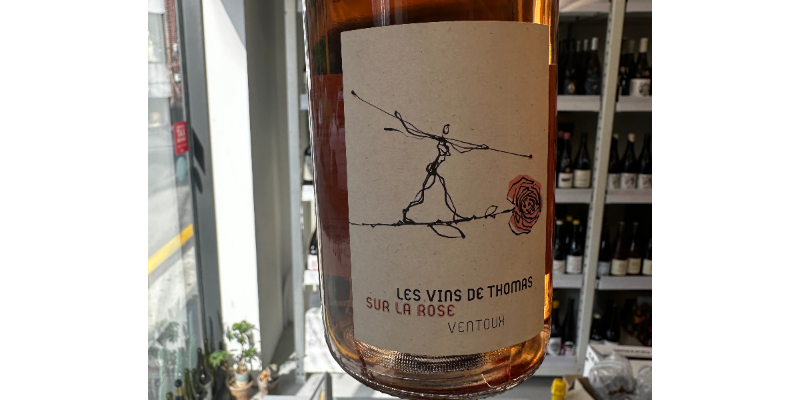 LES VINS DE THOMAS
SUR LA ROSE
VENTOUX